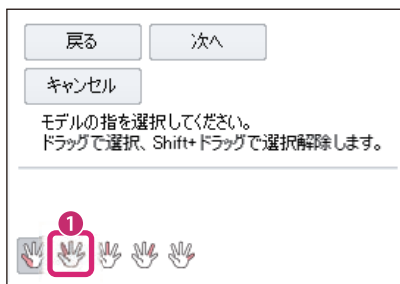 戻る
次へ
キャンセル
モデルの指を選択してください。
ドラッグで選択、Shift+ドラッグで選択解除します。
1